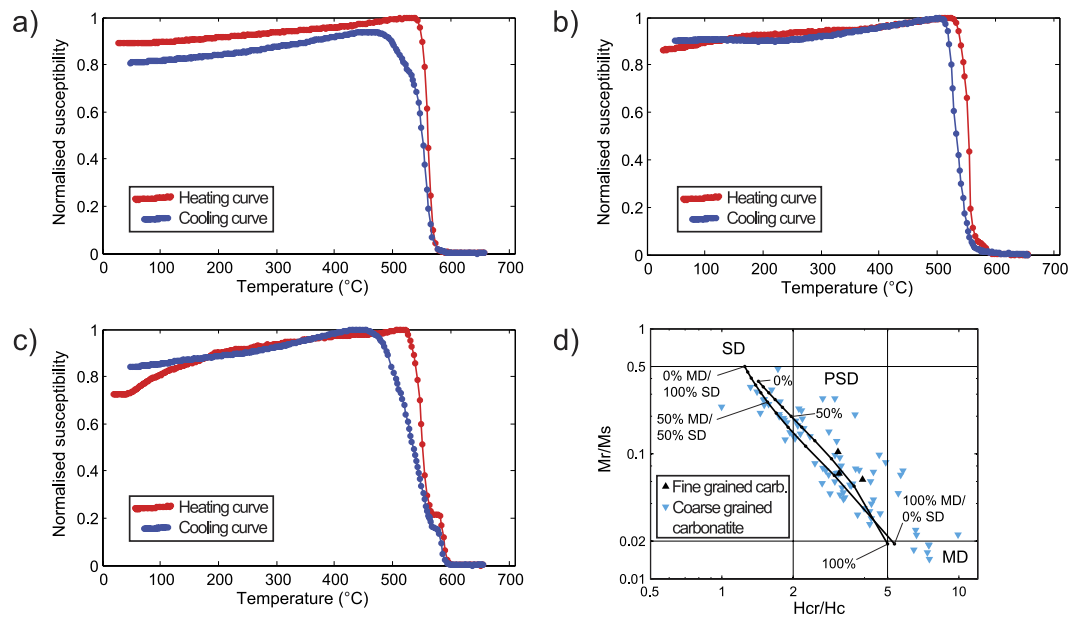 a)
Normalised susceptibility
1
0.8
0.6
0.4
0.2
0
0 100 200 300 400 500 600 700
Temperature (°C)
Heating curve
Cooling curve
b)
Normalised susceptibility
1
0.8
0.6
0.4
0.2
0
0 100 200 300 400 500 600 700
Temperature (°C)
Heating curve
Cooling curve
c)
Normalised susceptibility
1
0.8
0.6
0.4
0.2
0
0 100 200 300 400 500 600 700
Temperature (°C)
Heating curve
Cooling curve
d)
Mr/Ms
1
0.5
0.1
0.02
0.01
SD
0% MD/
100% SD
0%
PSD
50%
50% MD/
50% SD
Fine grained carb.
Coarse grained
carbonatite
100% MD/
0% SD
100%
MD
0.5 1 2 5 10
Hcr/Hc